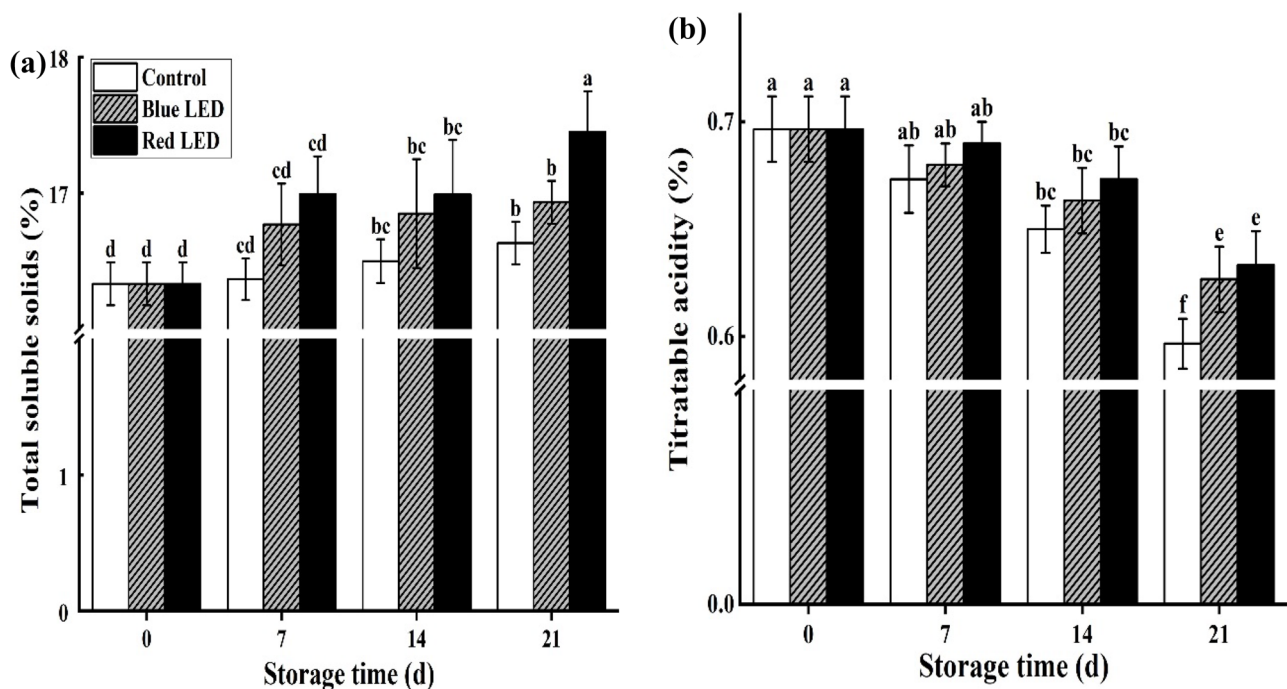 (a)
18
17
1
0
Total soluble solids (%)
Control
Blue LED
Red LED
d d d
cd cd cd
bc bc bc
b b a
0 7 14 21
Storage time (d)
(b)
0.7
0.6
0.0
Titratable acidity (%)
a a a
ab ab ab
bc bc bc
f e e
0 7 14 21
Storage time (d)